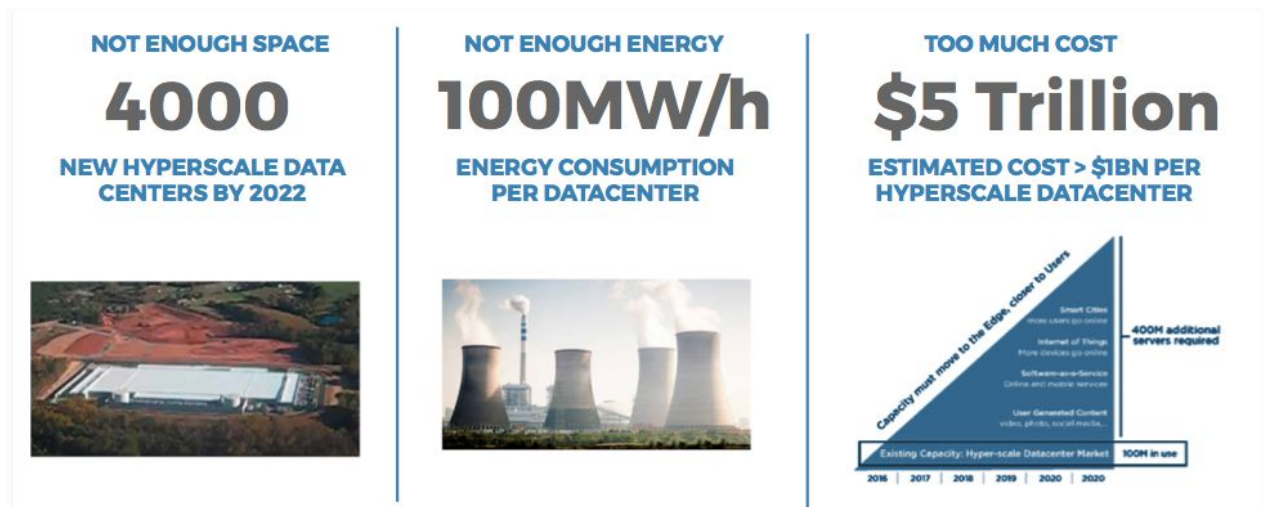 NOT ENOUGH SPACE
4000
NEW HYPERSCALE DATA
CENTERS BY 2022
NOT ENOUGH ENERGY
100MW/h
ENERGY CONSUMPTION
PER DATACENTER
TOO MUCH COST
$5 Trillion
ESTIMATED COST > $1BN PER
HYPERSCALE DATACENTER
Capacity must move to the Edge, closer to Users
Smart Cities
more users go online
Internet of Things
More devices go online
Software-as-a-Service
Online and mobile services
User Generated Content
video, photo, social media,...
400M additional
servers required
Existing Capacity: Hyper-scale Datacenter Market
100M in use
2016 | 2017 | 2018 | 2019 | 2020 | 2020